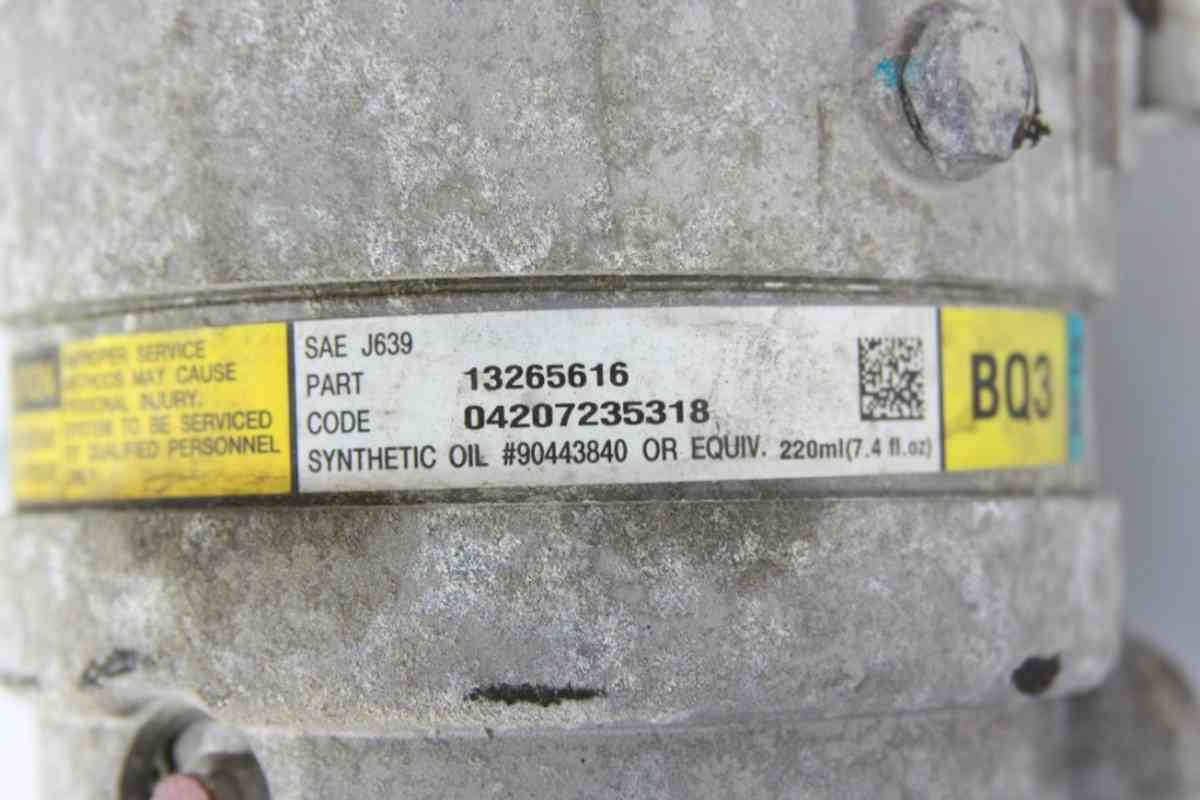 IMPROPER SERVICE
METHODS MAY CAUSE
PERSONAL INJURY.
SYSTEM TO BE SERVICED
BY QUALIFIED PERSONNEL
ONLY.
SAE J639
PART 13265616
CODE 04207235318
SYNTHETIC OIL #90443840 OR EQUIV. 220ml(7.4 fl.oz)
BQ3